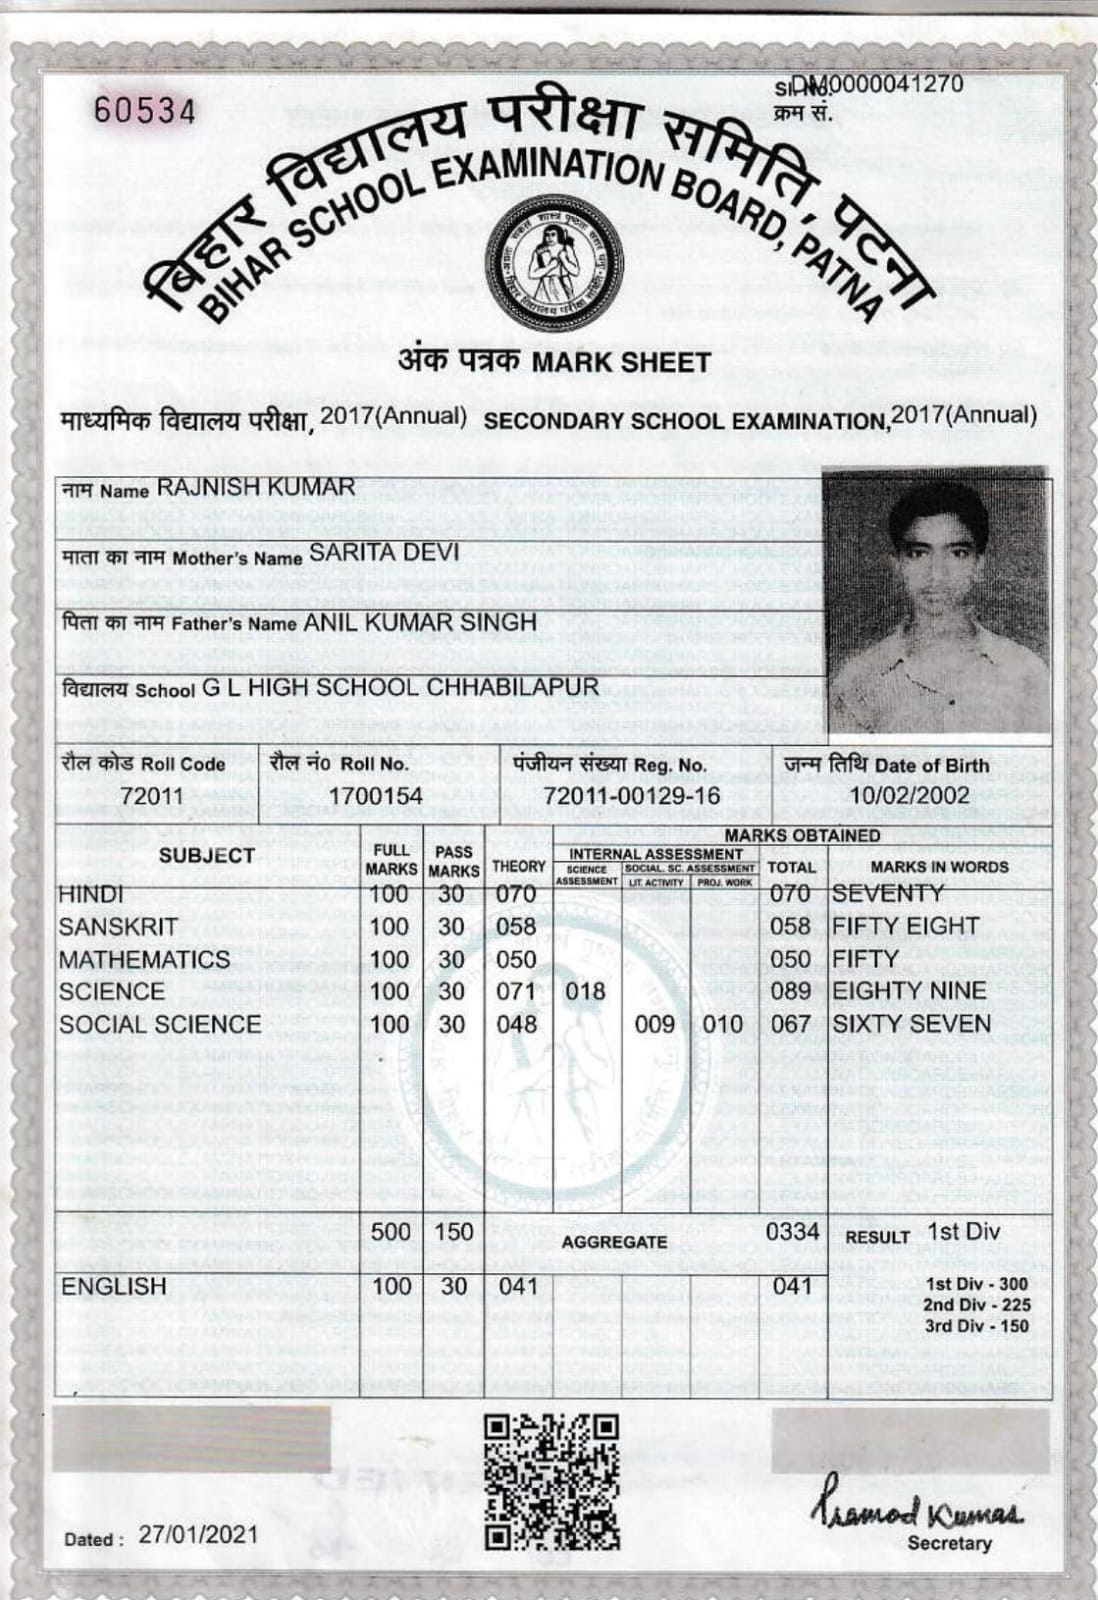 60534
Sl. No. DM0000041270
क्रम सं.
बिहार विद्यालय परीक्षा समिति, पटना
BIHAR SCHOOL EXAMINATION BOARD, PATNA
अंक पत्रक MARK SHEET
माध्यमिक विद्यालय परीक्षा, 2017(Annual) SECONDARY SCHOOL EXAMINATION, 2017(Annual)
नाम Name RAJNISH KUMAR
माता का नाम Mother's Name SARITA DEVI
पिता का नाम Father's Name ANIL KUMAR SINGH
विद्यालय School G L HIGH SCHOOL CHHABILAPUR
रौल कोड Roll Code रौल नं० Roll No. पंजीयन संख्या Reg. No. जन्म तिथि Date of Birth
72011 1700154 72011-00129-16 10/02/2002
MARKS OBTAINED
SUBJECT FULL MARKS PASS MARKS THEORY INTERNAL ASSESSMENT TOTAL MARKS IN WORDS
SCIENCE ASSESSMENT SOCIAL. SC. ASSESSMENT
LIT. ACTIVITY PROJ. WORK
HINDI 100 30 070 070 SEVENTY
SANSKRIT 100 30 058 058 FIFTY EIGHT
MATHEMATICS 100 30 050 050 FIFTY
SCIENCE 100 30 071 018 089 EIGHTY NINE
SOCIAL SCIENCE 100 30 048 009 010 067 SIXTY SEVEN
500 150 AGGREGATE 0334 RESULT 1st Div
ENGLISH 100 30 041 041
1st Div - 300
2nd Div - 225
3rd Div - 150
Pramod Kumar
Dated : 27/01/2021
Secretary